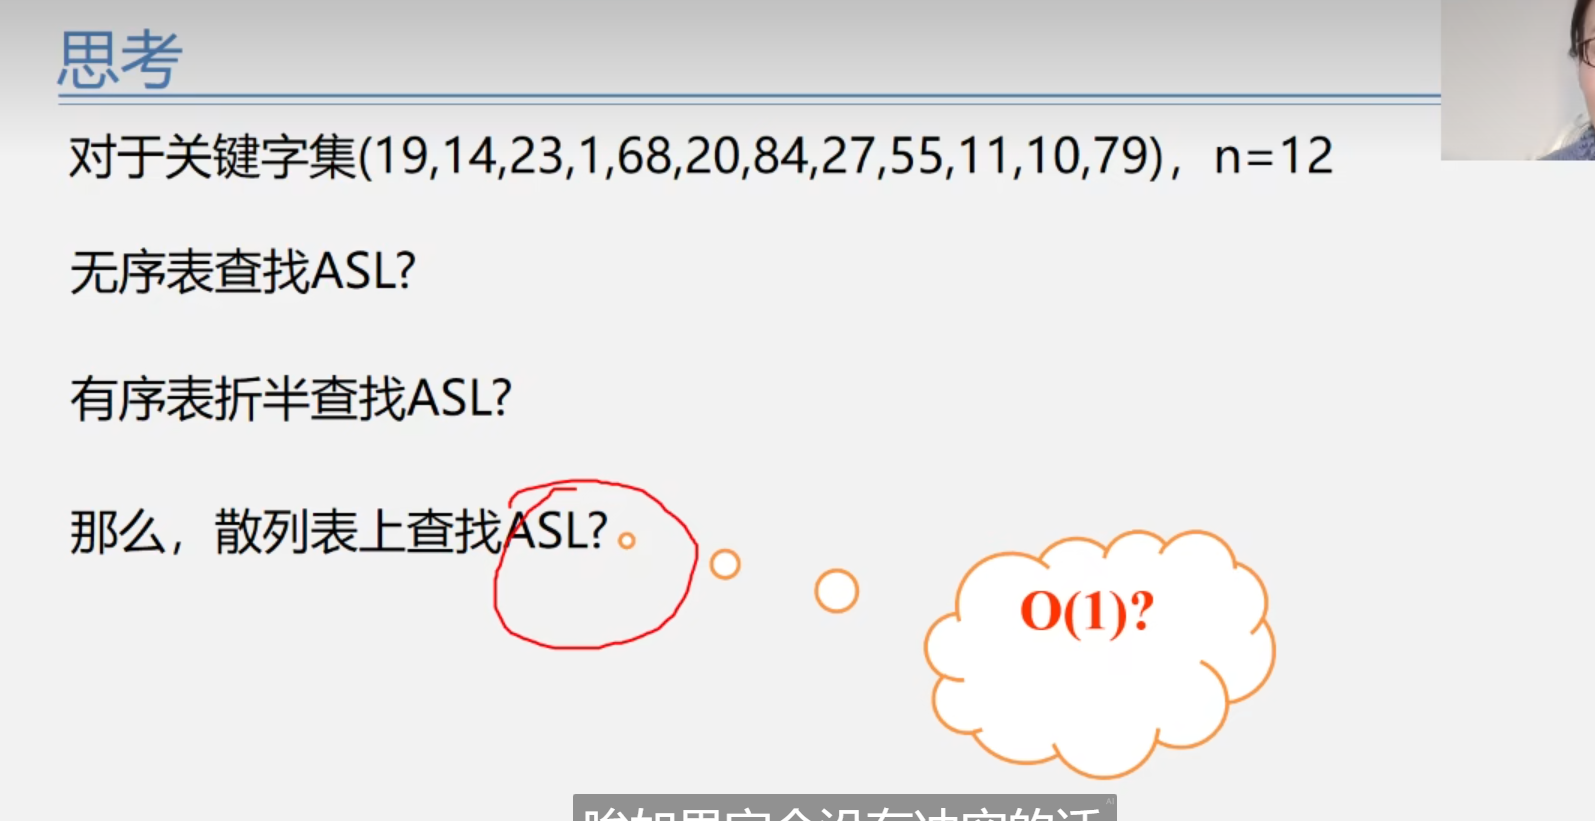 思考
对于关键字集(19,14,23,1,68,20,84,27,55,11,10,79)，n=12
无序表查找ASL?
有序表折半查找ASL?
那么，散列表上查找ASL?
O(1)?